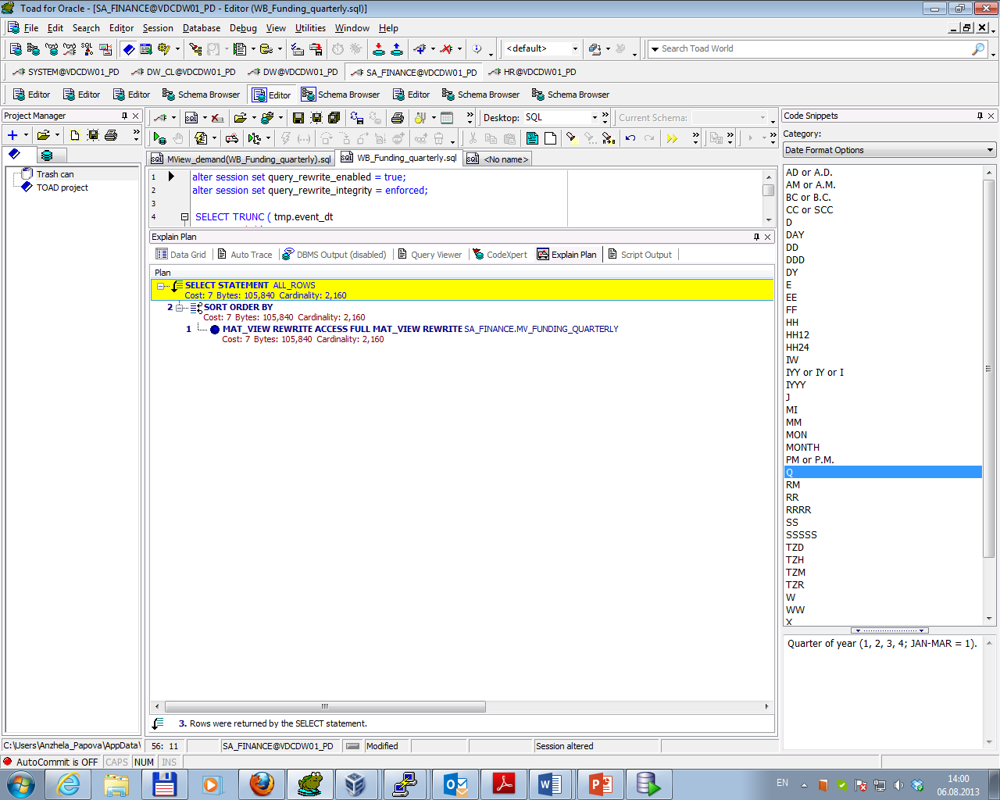 Toad for Oracle - [SA_FINANCE@VDCDW01_PD - Editor (WB_Funding_quarterly.sql)]
File Edit Search Editor Session Database Debug View Utilities Window Help
<default> Search Toad World
SYSTEM@VDCDW01_PD DW_CL@VDCDW01_PD DW@VDCDW01_PD SA_FINANCE@VDCDW01_PD HR@VDCDW01_PD
Editor Editor Editor Schema Browser Editor Schema Browser Editor Schema Browser Schema Browser
Project Manager
Trash can
TOAD project
C:\Users\Anzhela_Papova\AppData\
SQL Desktop: SQL Current Schema:
MView_demand(WB_Funding_quarterly).sql WB_Funding_quarterly.sql <No name>
1 alter session set query_rewrite_enabled = true;
2 alter session set query_rewrite_integrity = enforced;
3
4 SELECT TRUNC ( tmp.event_dt
Explain Plan
Data Grid Auto Trace DBMS Output (disabled) Query Viewer CodeXpert Explain Plan Script Output
Plan
SELECT STATEMENT ALL_ROWS
Cost: 7 Bytes: 105,840 Cardinality: 2,160
2 SORT ORDER BY
Cost: 7 Bytes: 105,840 Cardinality: 2,160
1 MAT_VIEW REWRITE ACCESS FULL MAT_VIEW REWRITE SA_FINANCE.MV_FUNDING_QUARTERLY
Cost: 7 Bytes: 105,840 Cardinality: 2,160
3. Rows were returned by the SELECT statement.
56: 11 SA_FINANCE@VDCDW01_PD Modified Session altered
Code Snippets
Category:
Date Format Options
AD or A.D.
AM or A.M.
BC or B.C.
CC or SCC
D
DAY
DD
DDD
DY
E
EE
FF
HH
HH12
HH24
IW
IYY or IY or I
IYYY
J
MI
MM
MON
MONTH
PM or P.M.
Q
RM
RR
RRRR
SS
SSSSS
TZD
TZH
TZM
TZR
W
WW
X
Quarter of year (1, 2, 3, 4; JAN-MAR = 1).
AutoCommit is OFF CAPS NUM INS
EN 14:00
06.08.2013